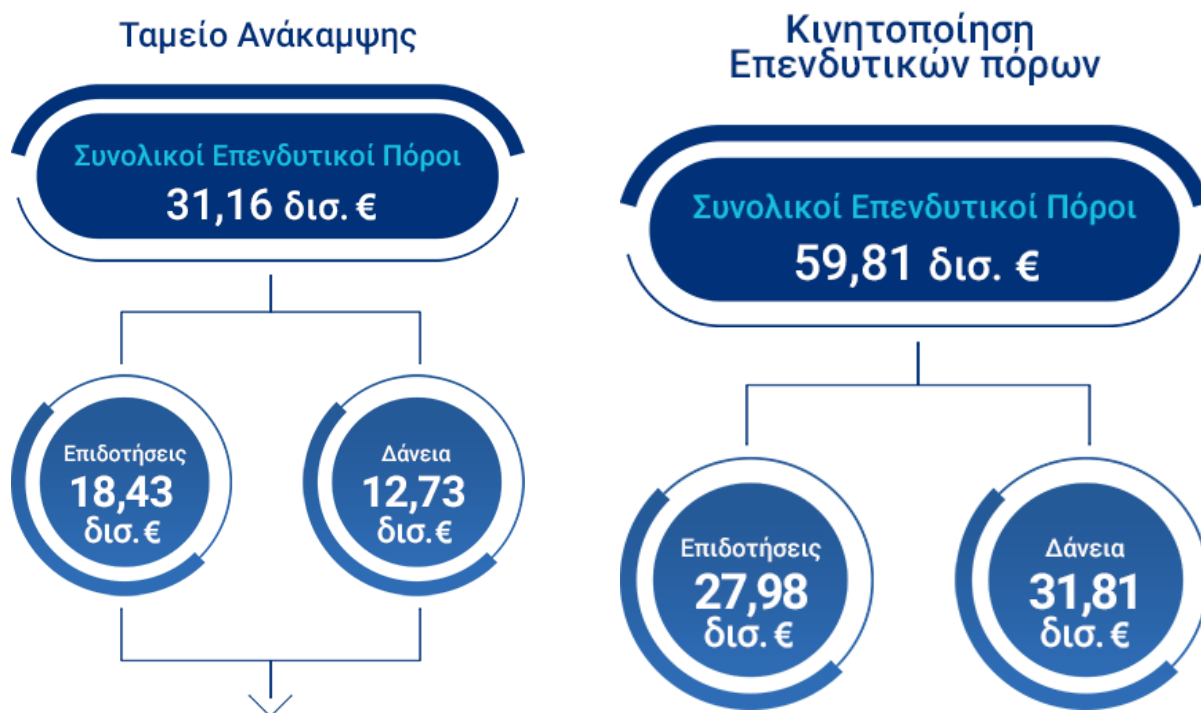 Ταμείο Ανάκαμψης
Συνολικοί Επενδυτικοί Πόροι
31,16 δισ. €
Επιδοτήσεις
18,43
δισ. €
Δάνεια
12,73
δισ. €
Κινητοποίηση
Επενδυτικών πόρων
Συνολικοί Επενδυτικοί Πόροι
59,81 δισ. €
Επιδοτήσεις
27,98
δισ. €
Δάνεια
31,81
δισ. €